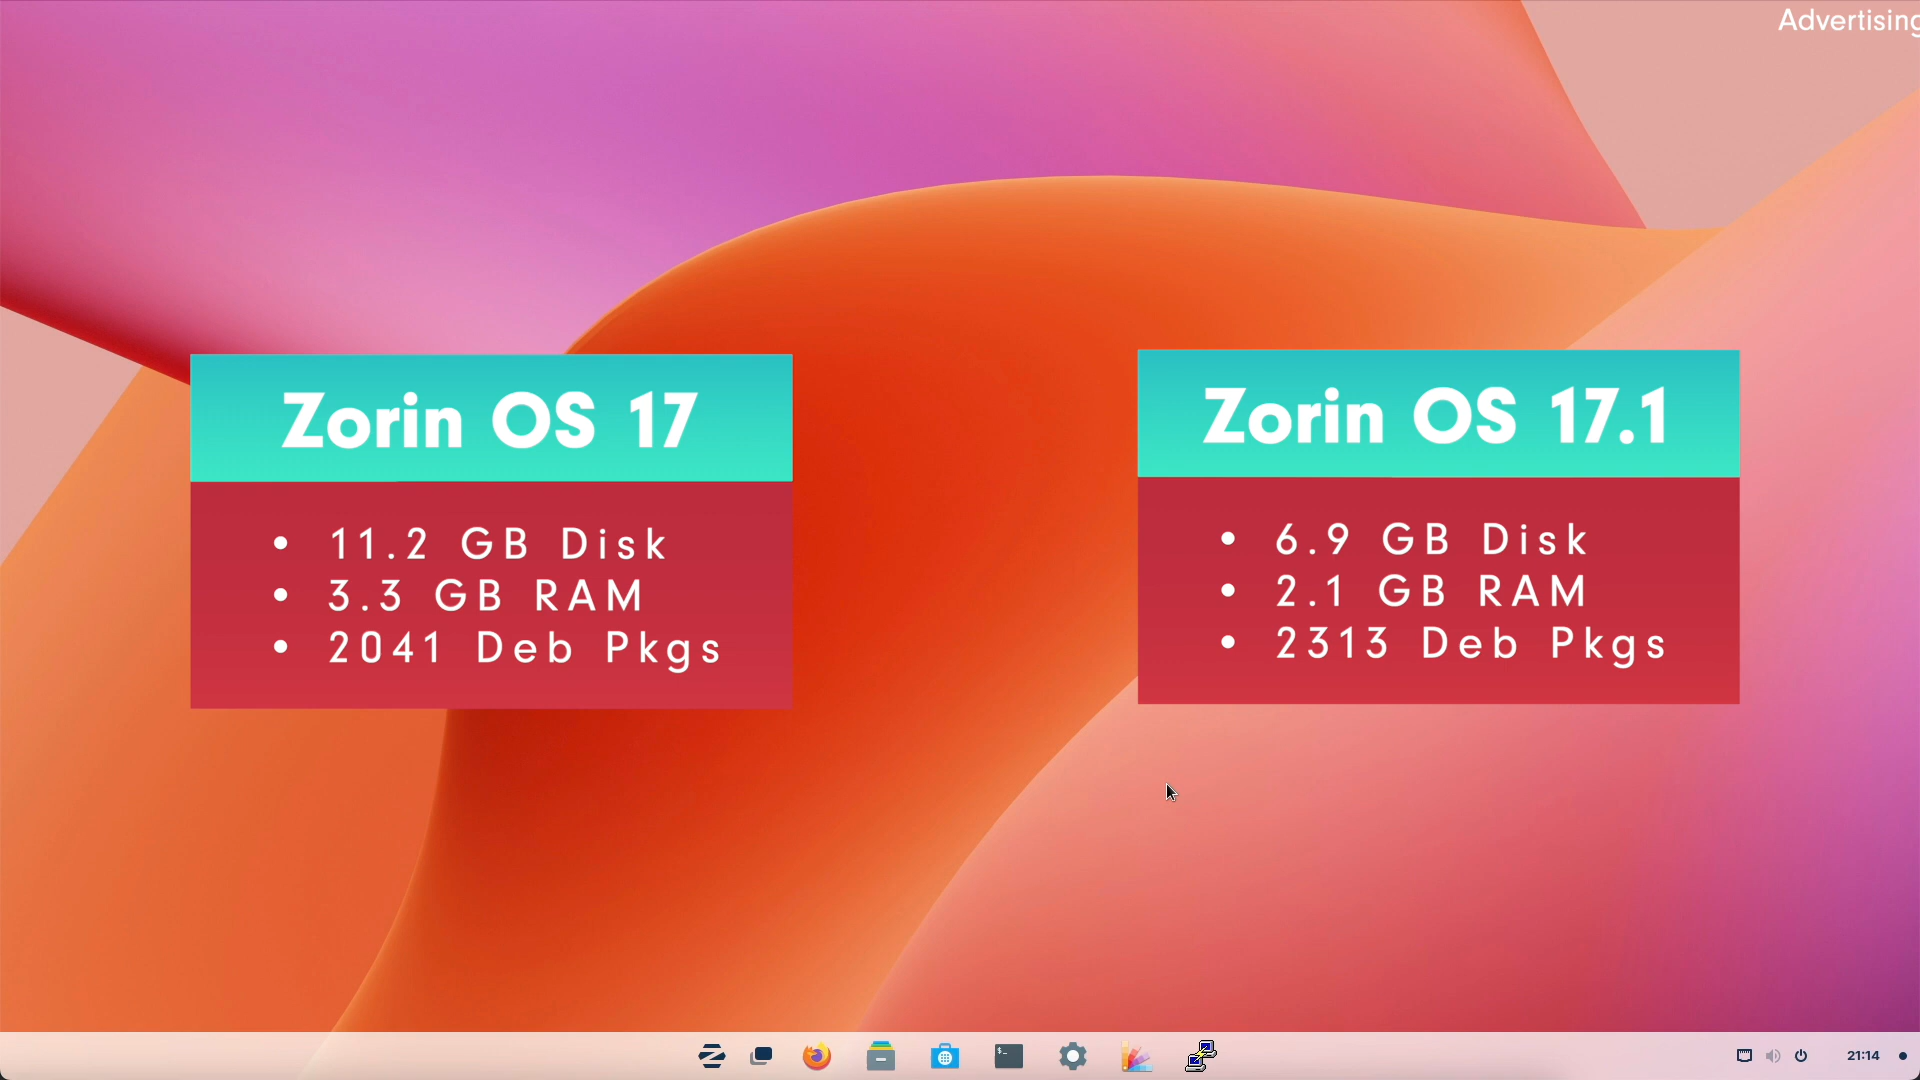 Advertising
Zorin OS 17
• 11.2 GB Disk
• 3.3 GB RAM
• 2041 Deb Pkgs
Zorin OS 17.1
• 6.9 GB Disk
• 2.1 GB RAM
• 2313 Deb Pkgs
$-
21:14